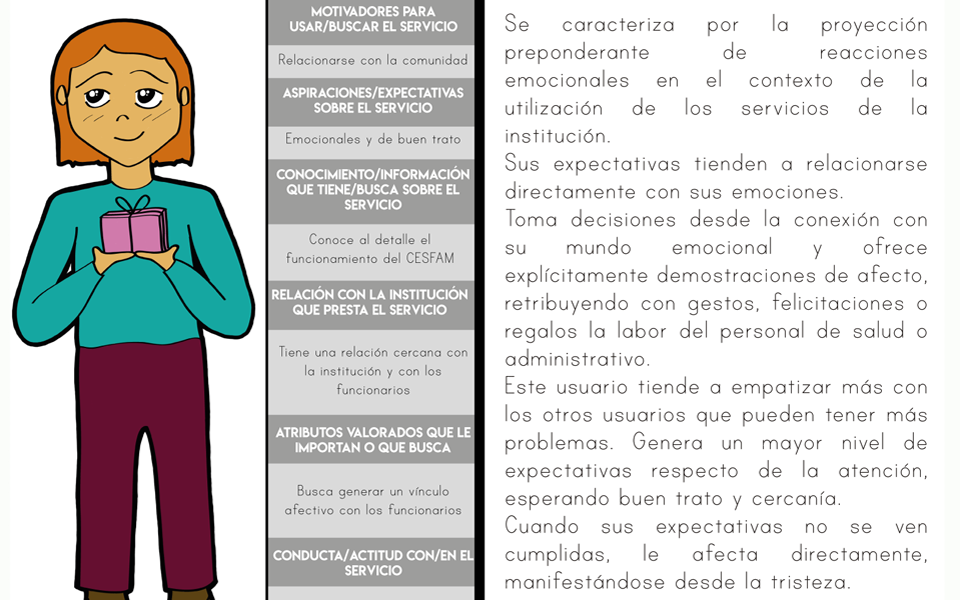 MOTIVADORES PARA
USAR/BUSCAR EL SERVICIO
Relacionarse con la comunidad
ASPIRACIONES/EXPECTATIVAS
SOBRE EL SERVICIO
Emocionales y de buen trato
CONOCIMIENTO/INFORMACIÓN
QUE TIENE/BUSCA SOBRE EL
SERVICIO
Conoce al detalle el
funcionamiento del CESFAM
RELACIÓN CON LA INSTITUCIÓN
QUE PRESTA EL SERVICIO
Tiene una relación cercana con
la institución y con los
funcionarios
ATRIBUTOS VALORADOS QUE LE
IMPORTAN O QUE BUSCA
Busca generar un vínculo
afectivo con los funcionarios
CONDUCTA/ACTITUD CON/EN EL
SERVICIO
Se caracteriza por la proyección
preponderante de reacciones
emocionales en el contexto de la
utilización de los servicios de la
institución.
Sus expectativas tienden a relacionarse
directamente con sus emociones.
Toma decisiones desde la conexión con
su mundo emocional y ofrece
explícitamente demostraciones de afecto,
retribuyendo con gestos, felicitaciones o
regalos la labor del personal de salud o
administrativo.
Este usuario tiende a empatizar más con
los otros usuarios que pueden tener más
problemas. Genera un mayor nivel de
expectativas respecto de la atención,
esperando buen trato y cercanía.
Cuando sus expectativas no se ven
cumplidas, le afecta directamente,
manifestándose desde la tristeza.